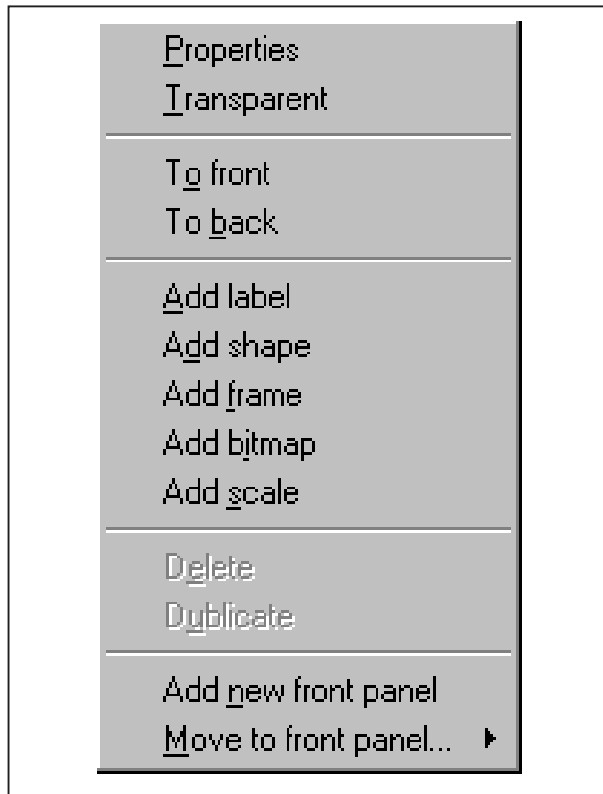 Properties
Transparent
To front
To back
Add label
Add shape
Add frame
Add bitmap
Add scale
Delete
Dublicate
Add new front panel
Move to front panel...